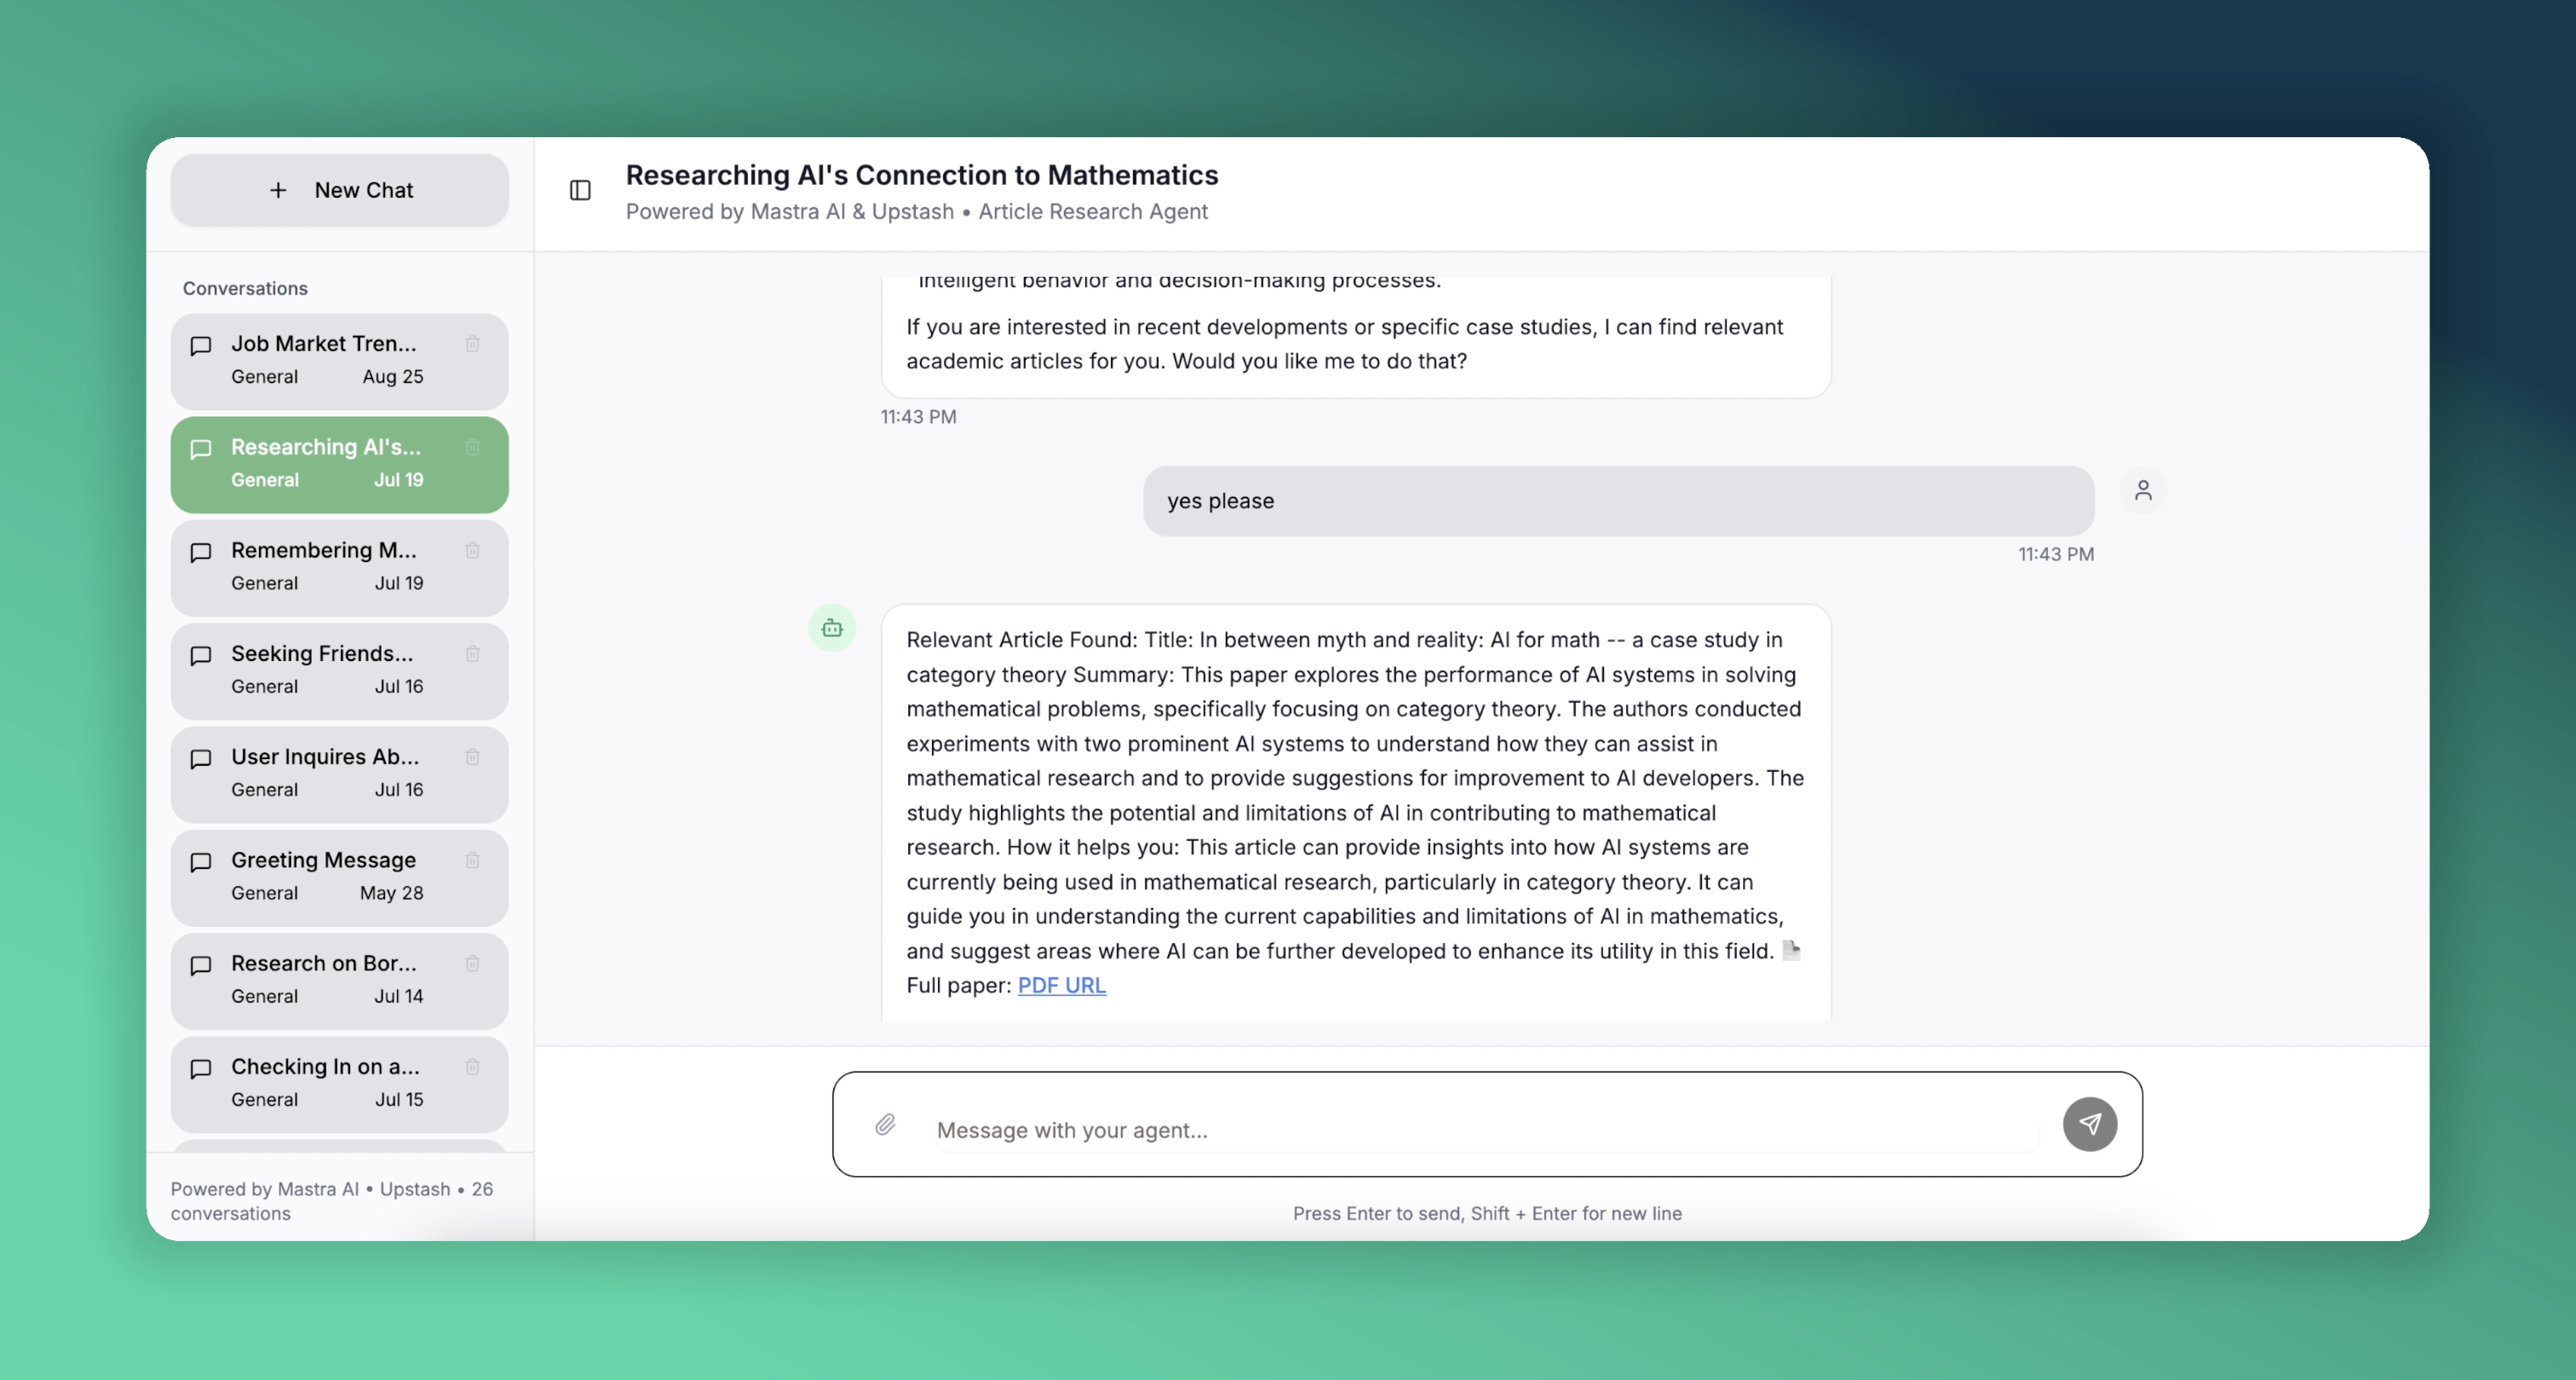 New Chat
Conversations
Job Market Tren...
General Aug 25
Researching AI's...
General Jul 19
Remembering M...
General Jul 19
Seeking Friends...
General Jul 16
User Inquires Ab...
General Jul 16
Greeting Message
General May 28
Research on Bor...
General Jul 14
Checking In on a...
General Jul 15
Powered by Mastra AI • Upstash • 26
conversations
Researching AI's Connection to Mathematics
Powered by Mastra AI & Upstash • Article Research Agent
intelligent behavior and decision-making processes.
If you are interested in recent developments or specific case studies, I can find relevant
academic articles for you. Would you like me to do that?
11:43 PM
yes please
11:43 PM
Relevant Article Found: Title: In between myth and reality: AI for math -- a case study in
category theory Summary: This paper explores the performance of AI systems in solving
mathematical problems, specifically focusing on category theory. The authors conducted
experiments with two prominent AI systems to understand how they can assist in
mathematical research and to provide suggestions for improvement to AI developers. The
study highlights the potential and limitations of AI in contributing to mathematical
research. How it helps you: This article can provide insights into how AI systems are
currently being used in mathematical research, particularly in category theory. It can
guide you in understanding the current capabilities and limitations of AI in mathematics,
and suggest areas where AI can be further developed to enhance its utility in this field.
Full paper: PDF URL
Message with your agent...
Press Enter to send, Shift + Enter for new line